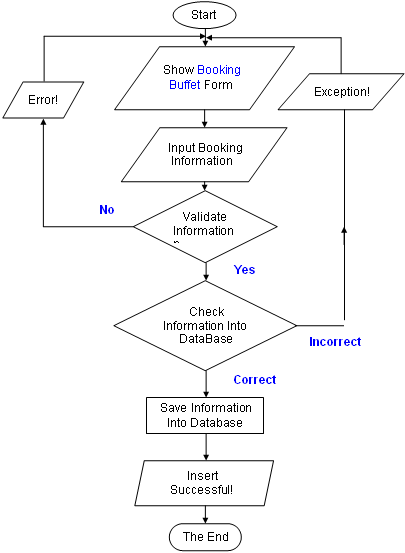 Start
Show Booking
Buffet Form
Error!
Exception!
Input Booking
Information
No
Validate
Information
Yes
Check
Information Into
DataBase
Incorrect
Correct
Save Information
Into Database
Insert
Successful!
The End